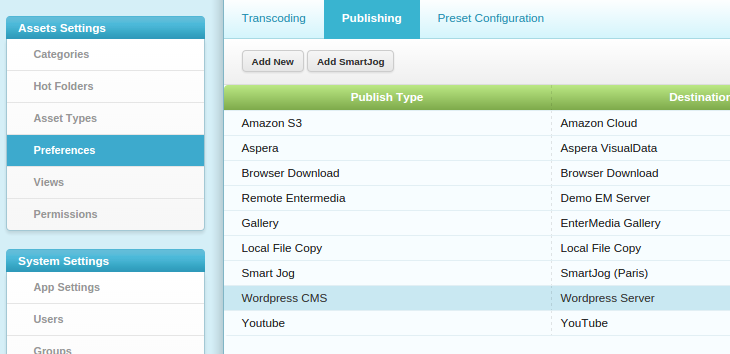 Assets Settings
Categories
Hot Folders
Asset Types
Preferences
Views
Permissions
System Settings
App Settings
Users
Groups
Transcoding Publishing Preset Configuration
Add New Add SmartJog
Publish Type Destination
Amazon S3 Amazon Cloud
Aspera Aspera VisualData
Browser Download Browser Download
Remote Entermedia Demo EM Server
Gallery EnterMedia Gallery
Local File Copy Local File Copy
Smart Jog SmartJog (Paris)
Wordpress CMS Wordpress Server
Youtube YouTube